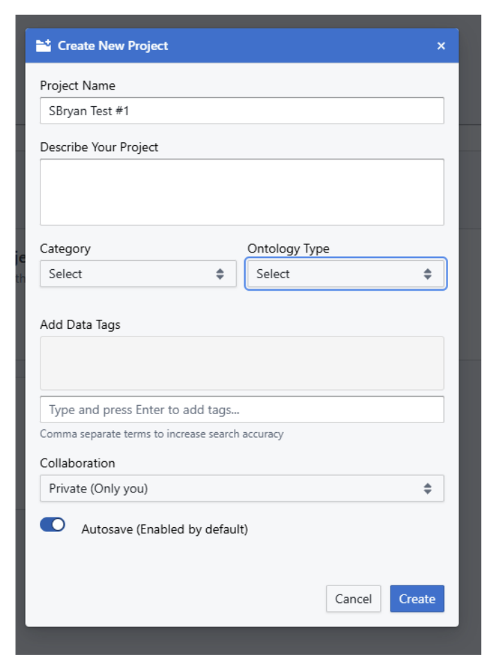 Create New Project
×
Project Name
SBryan Test #1
Describe Your Project
Category Ontology Type
Select Select
Add Data Tags
Type and press Enter to add tags...
Comma separate terms to increase search accuracy
Collaboration
Private (Only you)
Autosave (Enabled by default)
Cancel Create
je
th